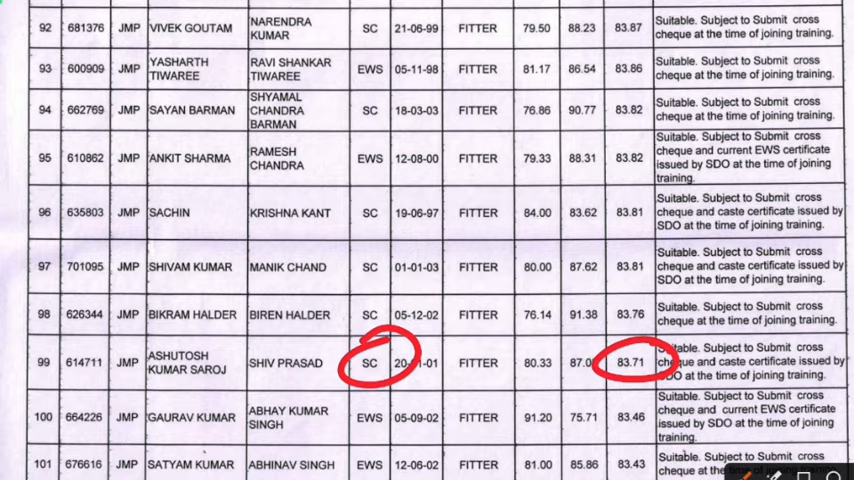 92 681376 JMP VIVEK GOUTAM NARENDRA KUMAR SC 21-06-99 FITTER 79.50 88.23 83.87 Suitable. Subject to Submit cross cheque at the time of joining training.
93 600909 JMP YASHARTH TIWAREE RAVI SHANKAR TIWAREE EWS 05-11-98 FITTER 81.17 86.54 83.86 Suitable. Subject to Submit cross cheque at the time of joining training.
94 662769 JMP SAYAN BARMAN SHYAMAL CHANDRA BARMAN SC 18-03-03 FITTER 76.86 90.77 83.82 Suitable. Subject to Submit cross cheque at the time of joining training.
95 610862 JMP ANKIT SHARMA RAMESH CHANDRA EWS 12-08-00 FITTER 79.33 88.31 83.82 Suitable. Subject to Submit cross cheque and current EWS certificate issued by SDO at the time of joining training.
96 635803 JMP SACHIN KRISHNA KANT SC 19-06-97 FITTER 84.00 83.62 83.81 Suitable. Subject to Submit cross cheque and caste certificate issued by SDO at the time of joining training.
97 701095 JMP SHIVAM KUMAR MANIK CHAND SC 01-01-03 FITTER 80.00 87.62 83.81 Suitable. Subject to Submit cross cheque and caste certificate issued by SDO at the time of joining training.
98 626344 JMP BIKRAM HALDER BIREN HALDER SC 05-12-02 FITTER 76.14 91.38 83.76 Suitable. Subject to Submit cross cheque at the time of joining training.
99 614711 JMP ASHUTOSH KUMAR SAROJ SHIV PRASAD SC FITTER 80.33 83.71 Suitable. Subject to Submit cross cheque and caste certificate issued by SDO at the time of joining training.
100 664226 JMP GAURAV KUMAR ABHAY KUMAR SINGH EWS 05-09-02 FITTER 91.20 75.71 83.46 Suitable. Subject to Submit cross cheque and current EWS certificate issued by SDO at the time of joining training.
101 676616 JMP SATYAM KUMAR ABHINAV SINGH EWS 12-06-02 FITTER 81.00 85.86 83.43 Suitable. Subject to Submit cross cheque at the time of joining training.